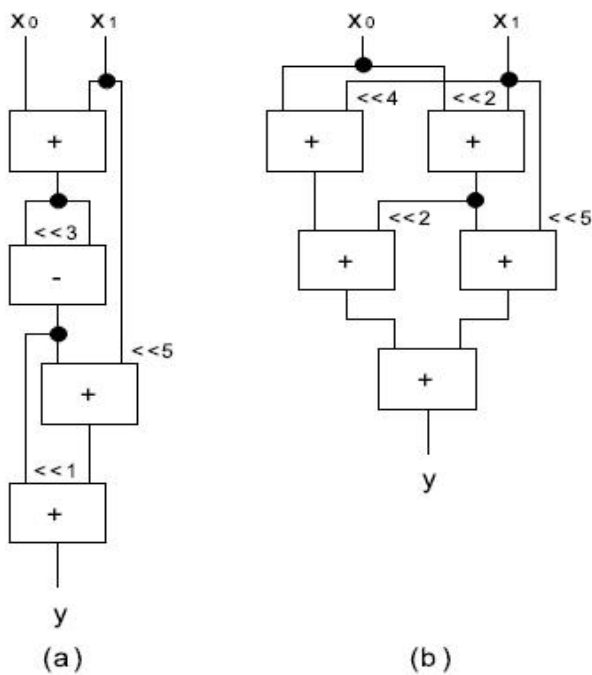 x0 x1 x0 x1
<<4 <<2
+ + +
<<3 <<2 <<5
- + +
<<5
+ +
<<1
+ y
y
(a) (b)